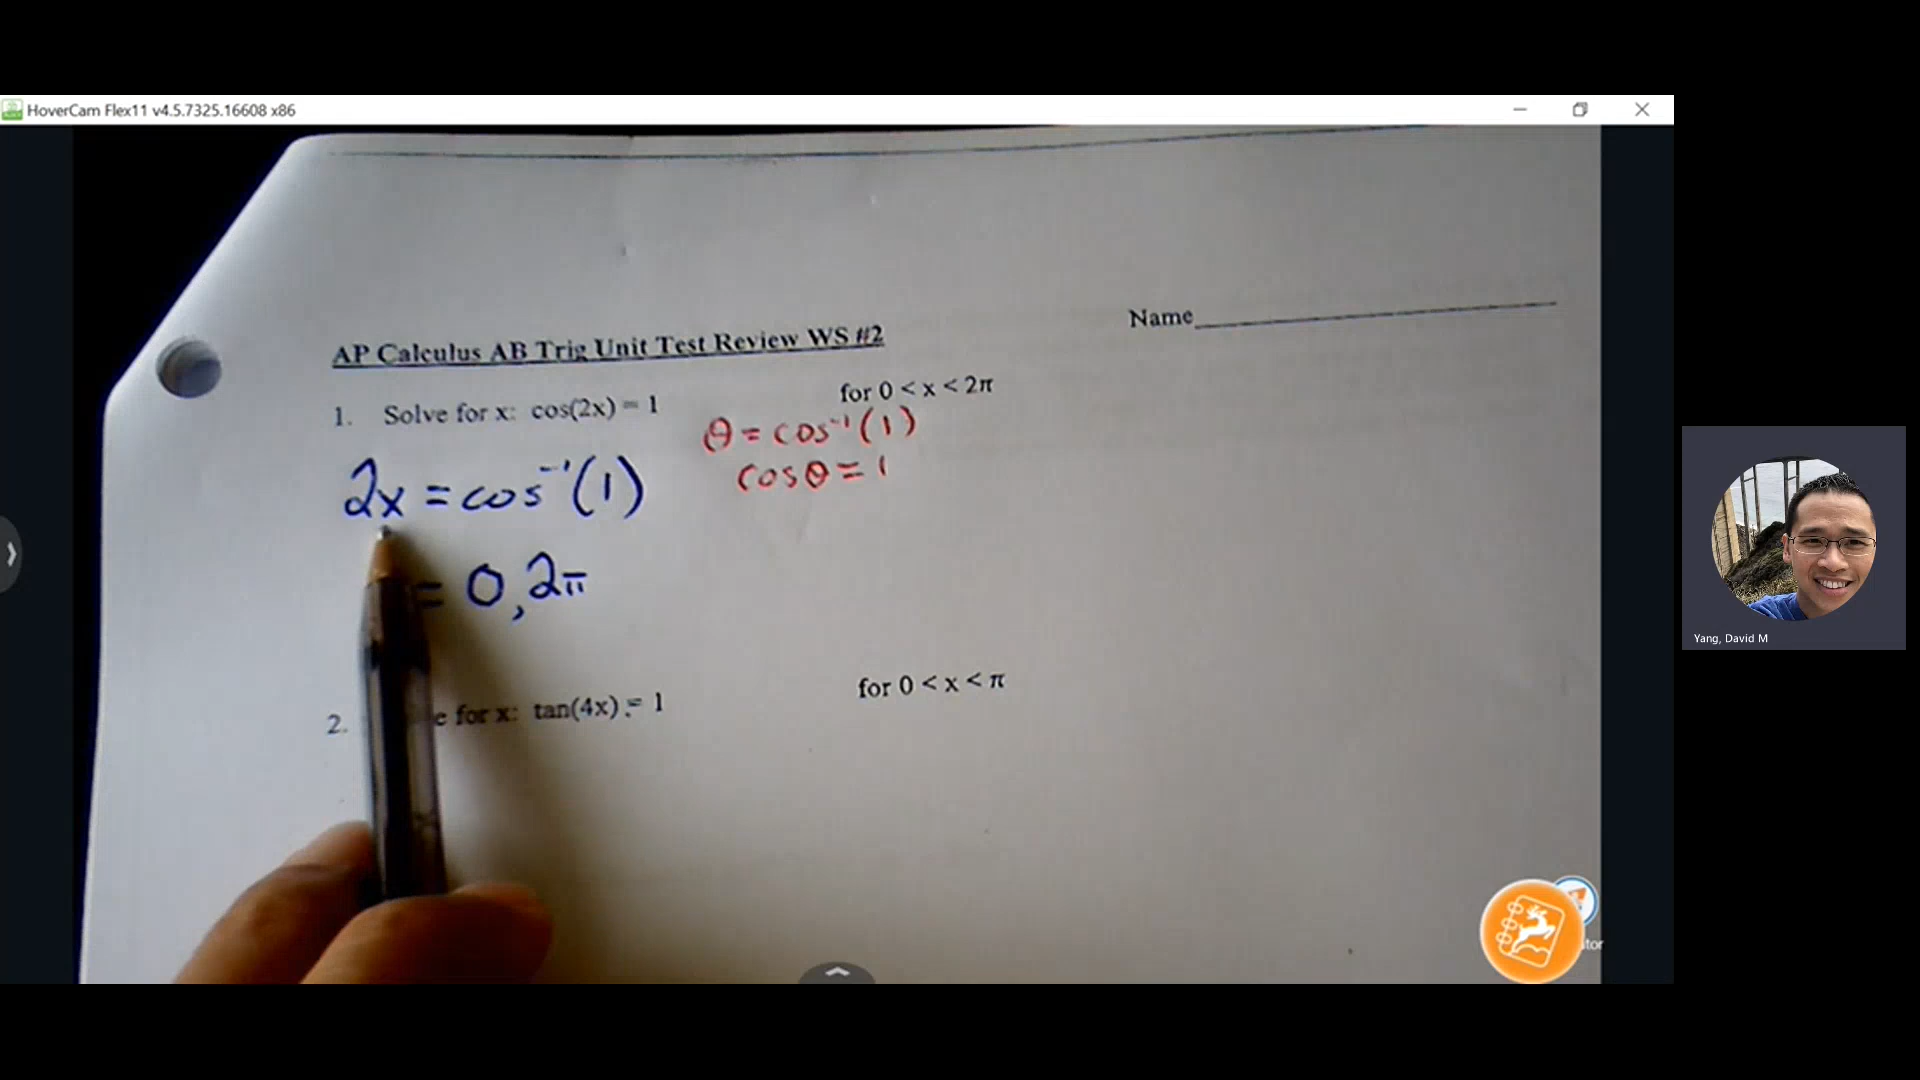 HoverCam Flex11 v4.5.7325.16608 x86
Name
AP Calculus AB Trig Unit Test Review WS #2
1. Solve for x: cos(2x) = 1 for 0 < x < 2π
θ = cos⁻¹(1)
cosθ = 1
2x = cos⁻¹(1)
= 0, 2π
2. e for x: tan(4x) = 1 for 0 < x < π
Yang, David M